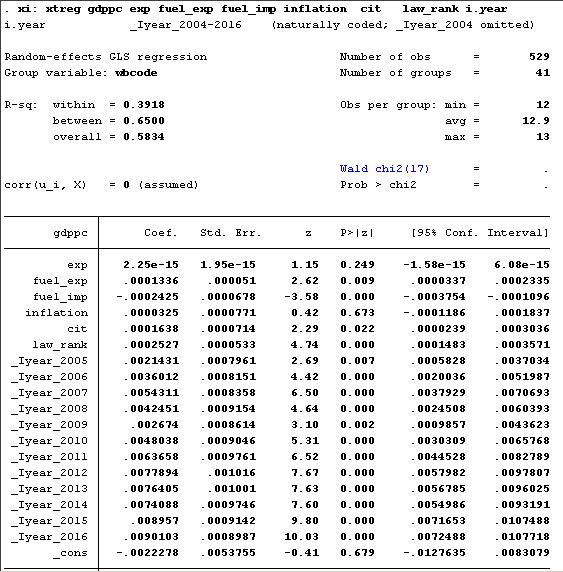 . xi: xtreg gdppc exp fuel_exp fuel_imp inflation  cit   law_rank i.year
i.year            _Iyear_2004-2016    (naturally coded; _Iyear_2004 omitted)
Random-effects GLS regression                   Number of obs      =       529
Group variable: wbcode                          Number of groups   =        41
R-sq:  within  = 0.3918                         Obs per group: min =        12
       between = 0.6500                                        avg =      12.9
       overall = 0.5834                                        max =        13
                                                Wald chi2(17)      =         .
corr(u_i, X)   = 0 (assumed)                    Prob > chi2        =         .
gdppc       Coef.   Std. Err.      z    P>|z|     [95% Conf. Interval]
exp    2.25e-15   1.95e-15     1.15   0.249    -1.58e-15    6.08e-15
fuel_exp    .0001336    .000051     2.62   0.009     .0000337    .0002335
fuel_imp   -.0002425   .0000678    -3.58   0.000    -.0003754   -.0001096
inflation    .0000325   .0000771     0.42   0.673    -.0001186    .0001837
cit    .0001638   .0000714     2.29   0.022     .0000239    .0003036
law_rank    .0002527   .0000533     4.74   0.000     .0001483    .0003571
_Iyear_2005    .0021431   .0007961     2.69   0.007     .0005828    .0037034
_Iyear_2006    .0036012   .0008151     4.42   0.000     .0020036    .0051987
_Iyear_2007    .0054311   .0008358     6.50   0.000     .0037929    .0070693
_Iyear_2008    .0042451   .0009154     4.64   0.000     .0024508    .0060393
_Iyear_2009     .002674   .0008614     3.10   0.002     .0009857    .0043623
_Iyear_2010    .0048038   .0009046     5.31   0.000     .0030309    .0065768
_Iyear_2011    .0063658   .0009761     6.52   0.000     .0044528    .0082789
_Iyear_2012    .0077894    .001016     7.67   0.000     .0057982    .0097807
_Iyear_2013    .0076405    .001001     7.63   0.000     .0056785    .0096025
_Iyear_2014    .0074088   .0009746     7.60   0.000     .0054986    .0093191
_Iyear_2015     .008957   .0009142     9.80   0.000     .0071653    .0107488
_Iyear_2016    .0090103   .0008987    10.03   0.000     .0072488    .0107718
_cons   -.0022278   .0053755    -0.41   0.679    -.0127635    .0083079